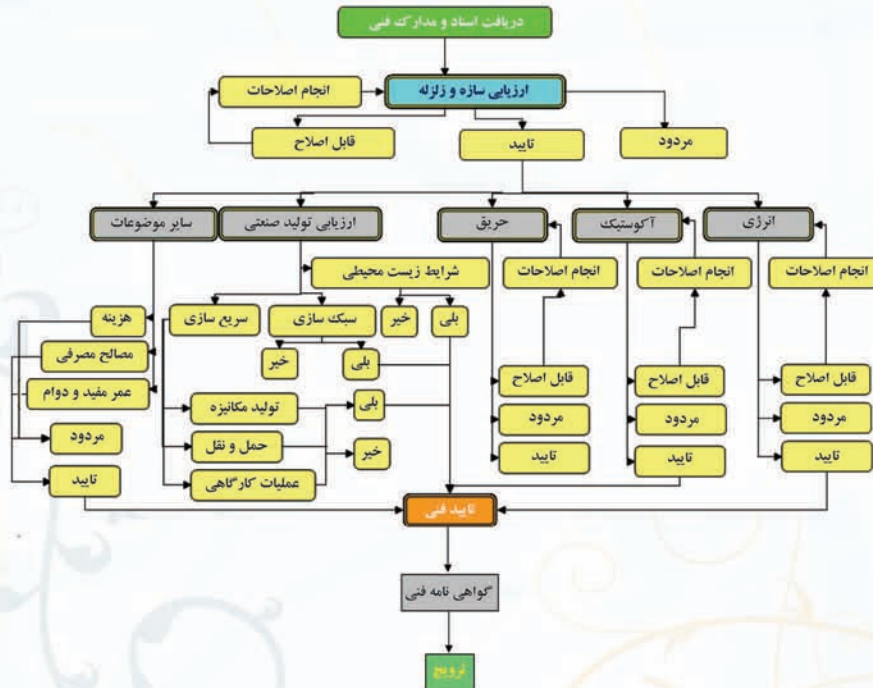 دریافت اسناد و مدارک فنی
ارزیابی سازه و زلزله
انجام اصلاحات
قابل اصلاح
تایید
مردود
انرژی
آکوستیک
حریق
ارزیابی تولید صنعتی
سایر موضوعات
انجام اصلاحات
انجام اصلاحات
انجام اصلاحات
شرایط زیست محیطی
بلی
خیر
سبک سازی
سریع سازی
هزینه
بلی
خیر
مصالح مصرفی
قابل اصلاح
قابل اصلاح
قابل اصلاح
عمر مفید و دوام
بلی
تولید مکانیزه
مردود
مردود
مردود
مردود
خیر
حمل و نقل
تایید
تایید
تایید
عملیات کارگاهی
تایید
تایید فنی
گواهی نامه فنی
ترویج